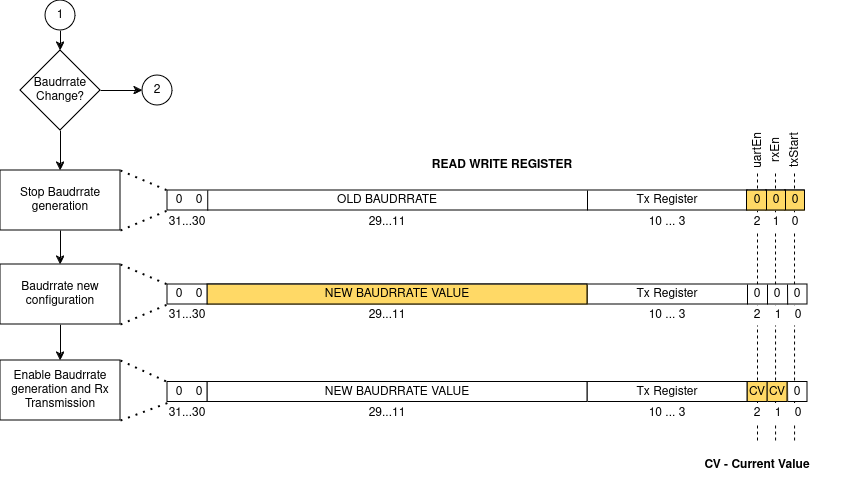 1
Baudrrate
Change?
2
READ WRITE REGISTER
uartEn
rxEn
txStart
Stop Baudrrate
generation
0 0 OLD BAUDRRATE Tx Register 0 0 0
31...30 29...11 10 ... 3 2 1 0
Baudrrate new
configuration
0 0 NEW BAUDRRATE VALUE Tx Register 0 0 0
31...30 29...11 10 ... 3 2 1 0
Enable Baudrrate
generation and Rx
Transmission
0 0 NEW BAUDRRATE VALUE Tx Register CV CV 0
31...30 29...11 10 ... 3 2 1 0
CV - Current Value